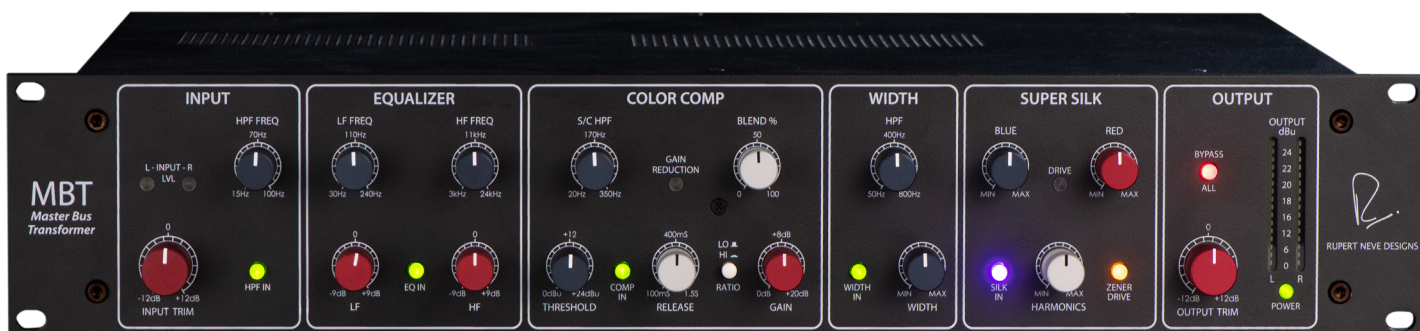 MBT
Master Bus
Transformer
INPUT
HPF FREQ
70Hz
15Hz 100Hz
L - INPUT - R
LVL
0
-12dB +12dB
INPUT TRIM
HPF IN
EQUALIZER
LF FREQ
110Hz
30Hz 240Hz
HF FREQ
11kHz
3kHz 24kHz
0
-9dB +9dB
LF
EQ IN
0
-9dB +9dB
HF
COLOR COMP
S/C HPF
170Hz
20Hz 350Hz
GAIN
REDUCTION
BLEND %
50
0 100
+12
0dBu +24dBu
THRESHOLD
COMP
IN
400mS
100mS 1.5S
RELEASE
LO
HI
RATIO
+8dB
0dB +20dB
GAIN
WIDTH
HPF
400Hz
50Hz 800Hz
WIDTH
IN
MIN MAX
WIDTH
SUPER SILK
BLUE
MIN MAX
DRIVE
RED
MIN MAX
SILK
IN
MIN MAX
HARMONICS
ZENER
DRIVE
OUTPUT
BYPASS
ALL
0
-12dB +12dB
OUTPUT TRIM
OUTPUT
dBu
24
22
20
18
16
12
6
0
L R
POWER
R.
RUPERT NEVE DESIGNS